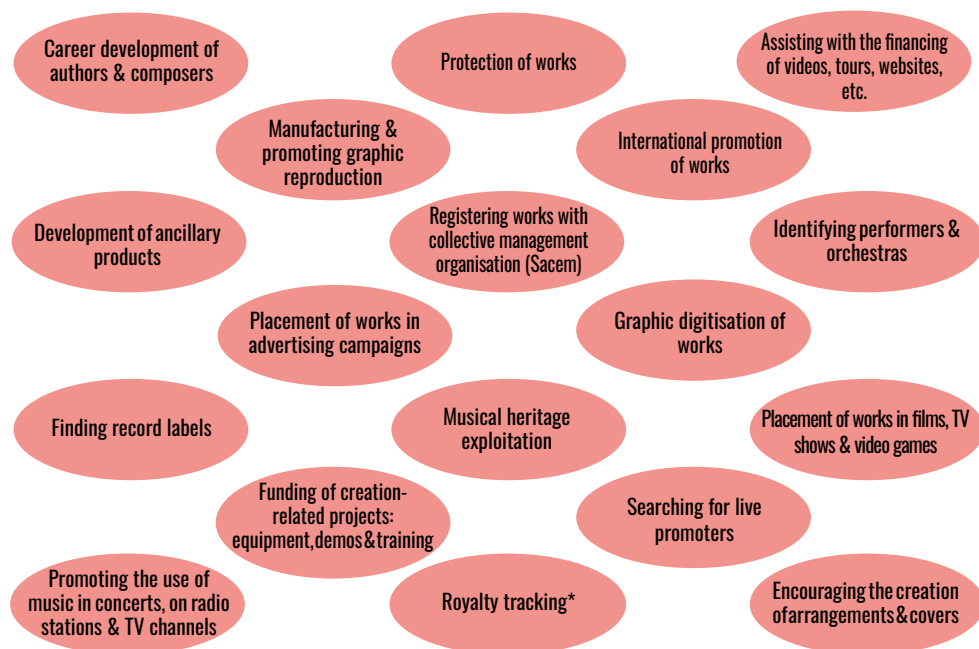 Career development of
authors & composers
Protection of works
Assisting with the financing
of videos, tours, websites,
etc.
Manufacturing &
promoting graphic
reproduction
International promotion
of works
Development of ancillary
products
Registering works with
collective management
organisation (Sacem)
Identifying performers &
orchestras
Placement of works in
advertising campaigns
Graphic digitisation of
works
Finding record labels
Musical heritage
exploitation
Placement of works in films, TV
shows & video games
Funding of creation-
related projects:
equipment, demos & training
Searching for live
promoters
Promoting the use of
music in concerts, on radio
stations & TV channels
Royalty tracking*
Encouraging the creation
of arrangements & covers